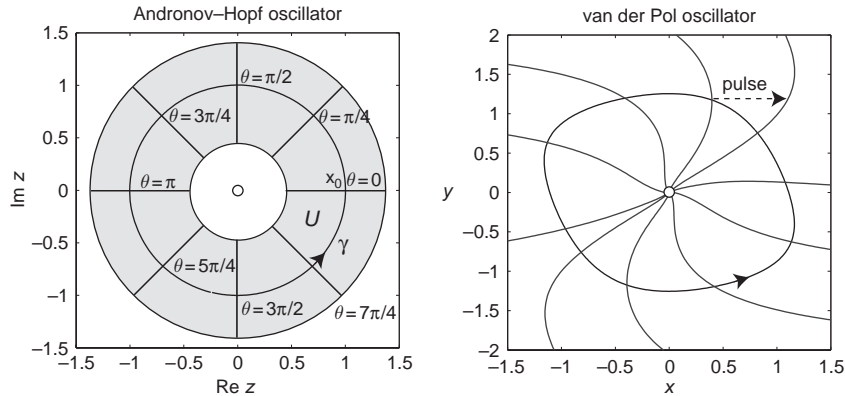 Andronov–Hopf oscillator
1.5
1
0.5
0
–0.5
–1
–1.5
Im z
–1.5 –1 –0.5 0 0.5 1 1.5
Re z
θ=π/2
θ=3π/4
θ=π/4
θ=π
x0 θ=0
U
γ
θ=5π/4
θ=3π/2
θ=7π/4
van der Pol oscillator
2
1.5
1
0.5
0
–0.5
–1
–1.5
–2
y
pulse
–1.5 –1 –0.5 0 0.5 1 1.5
x